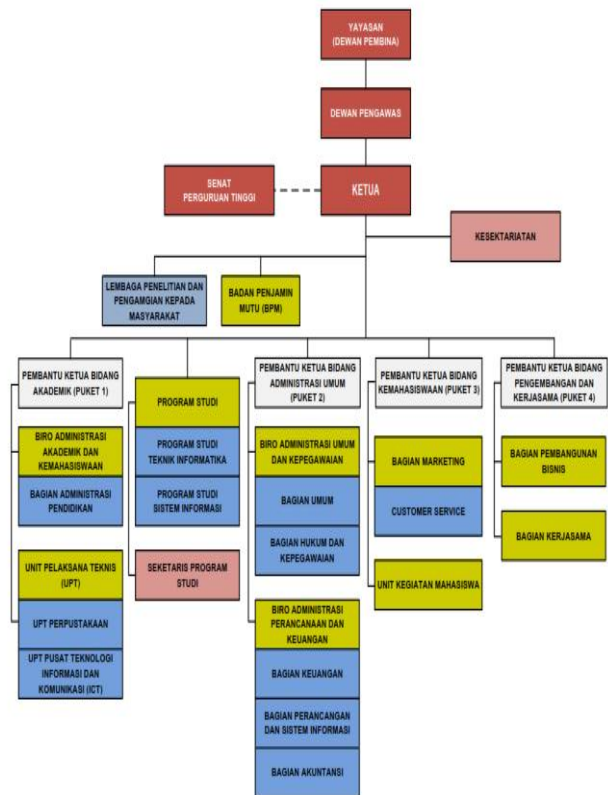 YAYASAN
(DEWAN PEMBINA)
DEWAN PENGAWAS
SENAT
PERGURUAN TINGGI
KETUA
KESEKTARIATAN
LEMBAGA PENELITIAN DAN
PENGAMGIAN KEPADA
MASYARAKAT
BADAN PENJAMIN
MUTU (BPM)
PEMBANTU KETUA BIDANG
AKADEMIK (PUKET 1)
BIRO ADMINISTRASI
AKADEMIK DAN
KEMAHASISWAAN
BAGIAN ADMINISTRASI
PENDIDIKAN
UNIT PELAKSANA TEKNIS
(UPT)
UPT PERPUSTAKAAN
UPT PUSAT TEKNOLOGI
INFORMASI DAN
KOMUNIKASI (ICT)
PROGRAM STUDI
PROGRAM STUDI
TEKNIK INFORMATIKA
PROGRAM STUDI
SISTEM INFORMASI
SEKETARIS PROGRAM
STUDI
PEMBANTU KETUA BIDANG
ADMINISTRASI UMUM
(PUKET 2)
BIRO ADMINISTRASI UMUM
DAN KEPEGAWAIAN
BAGIAN UMUM
BAGIAN HUKUM DAN
KEPEGAWAIAN
BIRO ADMINISTRASI
PERANCANAAN DAN
KEUANGAN
BAGIAN KEUANGAN
BAGIAN PERANCANGAN
DAN SISTEM INFORMASI
BAGIAN AKUNTANSI
PEMBANTU KETUA BIDANG
KEMAHASISWAAN (PUKET 3)
BAGIAN MARKETING
CUSTOMER SERVICE
UNIT KEGIATAN MAHASISWA
PEMBANTU KETUA BIDANG
PENGEMBANGAN DAN
KERJASAMA (PUKET 4)
BAGIAN PEMBANGUNAN
BISNIS
BAGIAN KERJASAMA